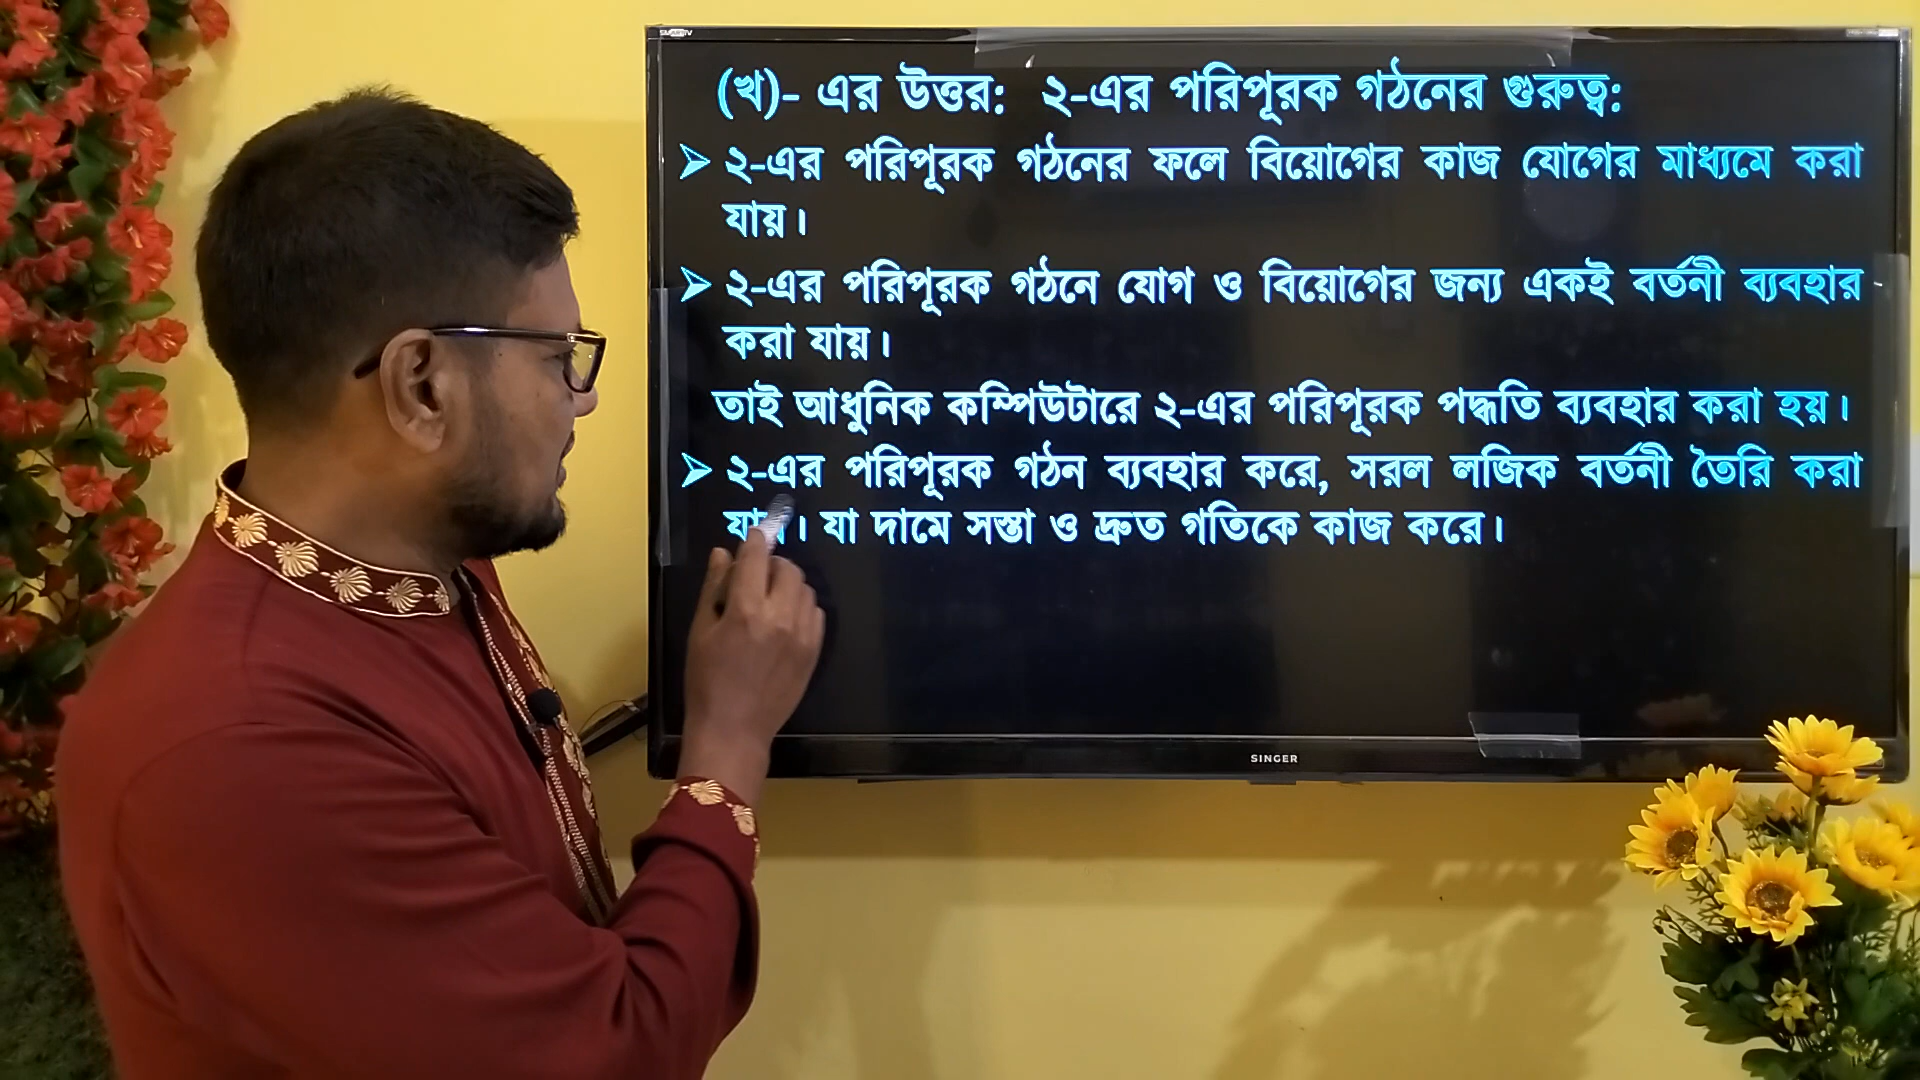 SMART TV
(খ)- এর উত্তর: ২-এর পরিপূরক গঠনের গুরুত্ব:
➢ ২-এর পরিপূরক গঠনের ফলে বিয়োগের কাজ যোগের মাধ্যমে করা
যায়।
➢ ২-এর পরিপূরক গঠনে যোগ ও বিয়োগের জন্য একই বর্তনী ব্যবহার
করা যায়।
তাই আধুনিক কম্পিউটারে ২-এর পরিপূরক পদ্ধতি ব্যবহার করা হয়।
➢ ২-এর পরিপূরক গঠন ব্যবহার করে, সরল লজিক বর্তনী তৈরি করা
যায়। যা দামে সস্তা ও দ্রুত গতিকে কাজ করে।
SINGER